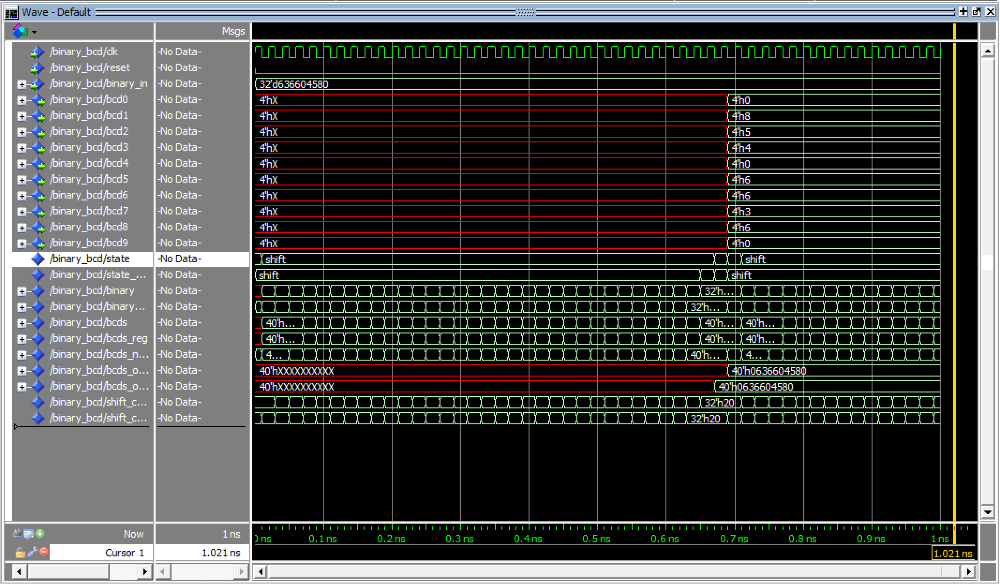 Wave - Default
Msgs
/binary_bcd/clk -No Data-
/binary_bcd/reset -No Data-
/binary_bcd/binary_in -No Data- 32'd636604580
/binary_bcd/bcd0 -No Data- 4'hX 4'h0
/binary_bcd/bcd1 -No Data- 4'hX 4'h8
/binary_bcd/bcd2 -No Data- 4'hX 4'h5
/binary_bcd/bcd3 -No Data- 4'hX 4'h4
/binary_bcd/bcd4 -No Data- 4'hX 4'h0
/binary_bcd/bcd5 -No Data- 4'hX 4'h6
/binary_bcd/bcd6 -No Data- 4'hX 4'h6
/binary_bcd/bcd7 -No Data- 4'hX 4'h3
/binary_bcd/bcd8 -No Data- 4'hX 4'h6
/binary_bcd/bcd9 -No Data- 4'hX 4'h0
/binary_bcd/state -No Data- shift shift
/binary_bcd/state_... -No Data- shift shift
/binary_bcd/binary -No Data- 32'h...
/binary_bcd/binary... -No Data- 32'h...
/binary_bcd/bcds -No Data- 40'h... 40'h... 40'h...
/binary_bcd/bcds_reg -No Data- 40'h... 40'h... 40'h...
/binary_bcd/bcds_n... -No Data- 4... 40'h... 4...
/binary_bcd/bcds_o... -No Data- 40'hXXXXXXXXXX 40'h0636604580
/binary_bcd/bcds_o... -No Data- 40'hXXXXXXXXXX 40'h0636604580
/binary_bcd/shift_c... -No Data- 32'h20
/binary_bcd/shift_c... -No Data- 32'h20
Now 1 ns ns 0.1 ns 0.2 ns 0.3 ns 0.4 ns 0.5 ns 0.6 ns 0.7 ns 0.8 ns 0.9 ns 1 ns
Cursor 1 1.021 ns 1.021 ns